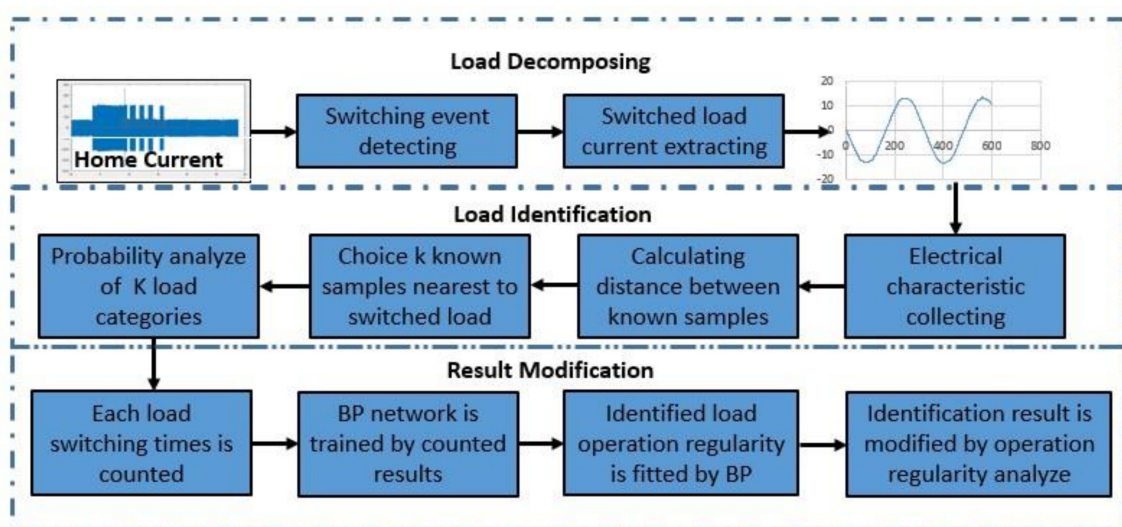 Load Decomposing
Home Current
Switching event
detecting
Switched load
current extracting
20
10
0
-10
-20
0
200
400
600
800
Load Identification
Probability analyze
of K load
categories
Choice k known
samples nearest to
switched load
Calculating
distance between
known samples
Electrical
characteristic
collecting
Result Modification
Each load
switching times is
counted
BP network is
trained by counted
results
Identified load
operation regularity
is fitted by BP
Identification result is
modified by operation
regularity analyze